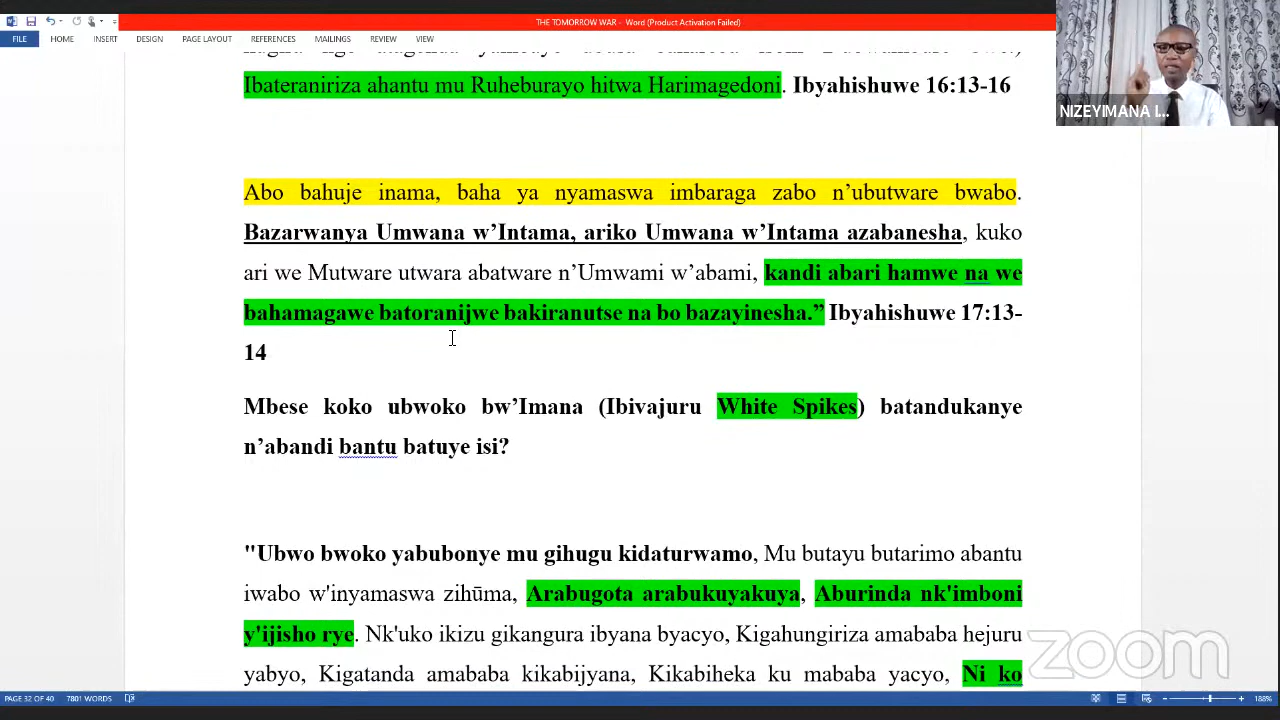 THE TOMORROW WAR - Word (Product Activation Failed)
FILE HOME INSERT DESIGN PAGE LAYOUT REFERENCES MAILINGS REVIEW VIEW
NIZEYIMANA I...
Ibateraniriza ahantu mu Ruheburayo hitwa Harimagedoni. Ibyahishuwe 16:13-16
Abo bahuje inama, baha ya nyamaswa imbaraga zabo n’ubutware bwabo.
Bazarwanya Umwana w’Intama, ariko Umwana w’Intama azabanesha, kuko
ari we Mutware utwara abatware n’Umwami w’abami, kandi abari hamwe na we
bahamagawe batoranijwe bakiranutse na bo bazayinesha.” Ibyahishuwe 17:13-
14
Mbese koko ubwoko bw’Imana (Ibivajuru White Spikes) batandukanye
n’abandi bantu batuye isi?
"Ubwo bwoko yabubonye mu gihugu kidaturwamo, Mu butayu butarimo abantu
iwabo w'inyamaswa zihūma, Arabugota arabukuyakuya, Aburinda nk'imboni
y'ijisho rye. Nk'uko ikizu gikangura ibyana byacyo, Kigahungiriza amababa hejuru
yabyo, Kigatanda amababa kikabijyana, Kikabiheka ku mababa yacyo, Ni ko
zoom
PAGE 32 OF 40 7801 WORDS 188%